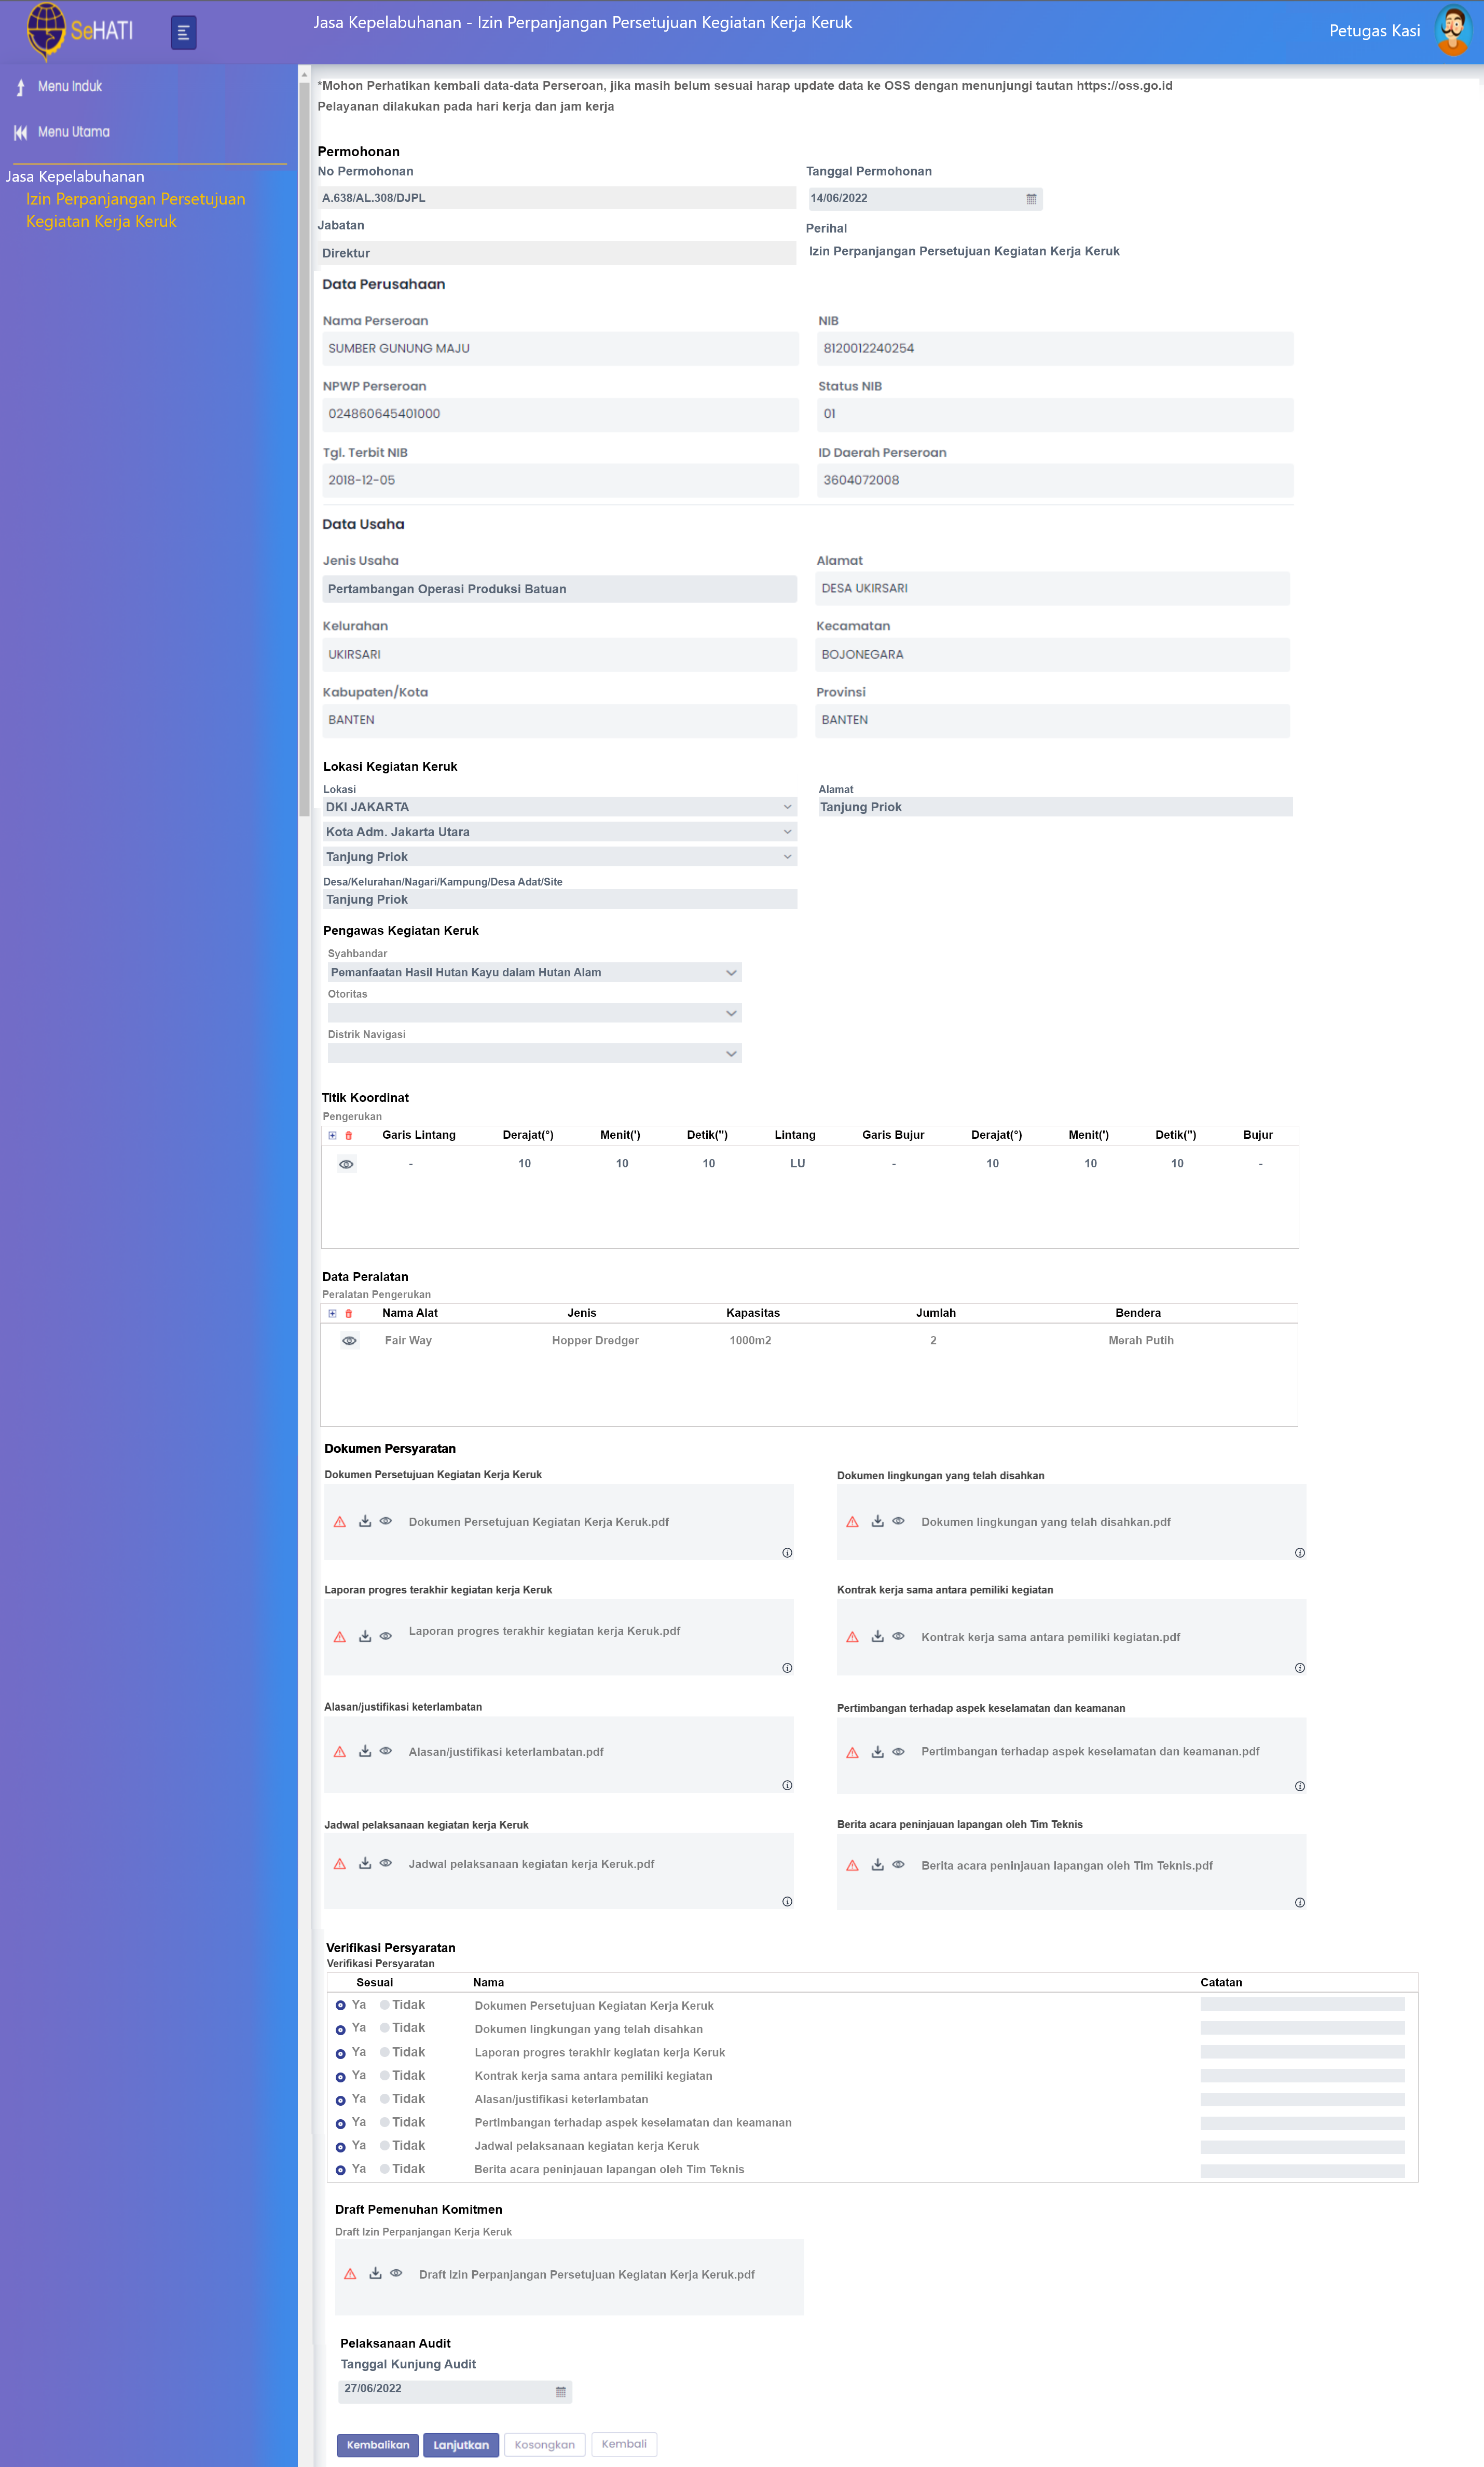 SeHATI
Jasa Kepelabuhanan - Izin Perpanjangan Persetujuan Kegiatan Kerja Keruk
Petugas Kasi
Menu Induk
Menu Utama
Jasa Kepelabuhanan
Izin Perpanjangan Persetujuan
Kegiatan Kerja Keruk
*Mohon Perhatikan kembali data-data Perseroan, jika masih belum sesuai harap update data ke OSS dengan menunjungi tautan https://oss.go.id
Pelayanan dilakukan pada hari kerja dan jam kerja
Permohonan
No Permohonan Tanggal Permohonan
A.638/AL.308/DJPL 14/06/2022
Jabatan Perihal
Direktur Izin Perpanjangan Persetujuan Kegiatan Kerja Keruk
Data Perusahaan
Nama Perseroan NIB
SUMBER GUNUNG MAJU 8120012240254
NPWP Perseroan Status NIB
024860645401000 01
Tgl. Terbit NIB ID Daerah Perseroan
2018-12-05 3604072008
Data Usaha
Jenis Usaha Alamat
Pertambangan Operasi Produksi Batuan DESA UKIRSARI
Kelurahan Kecamatan
UKIRSARI BOJONEGARA
Kabupaten/Kota Provinsi
BANTEN BANTEN
Lokasi Kegiatan Keruk
Lokasi Alamat
DKI JAKARTA Tanjung Priok
Kota Adm. Jakarta Utara
Tanjung Priok
Desa/Kelurahan/Nagari/Kampung/Desa Adat/Site
Tanjung Priok
Pengawas Kegiatan Keruk
Syahbandar
Pemanfaatan Hasil Hutan Kayu dalam Hutan Alam
Otoritas
Distrik Navigasi
Titik Koordinat
Pengerukan
Garis Lintang Derajat(°) Menit(') Detik(") Lintang Garis Bujur Derajat(°) Menit(') Detik(") Bujur
- 10 10 10 LU - 10 10 10 -
Data Peralatan
Peralatan Pengerukan
Nama Alat Jenis Kapasitas Jumlah Bendera
Fair Way Hopper Dredger 1000m2 2 Merah Putih
Dokumen Persyaratan
Dokumen Persetujuan Kegiatan Kerja Keruk Dokumen lingkungan yang telah disahkan
Dokumen Persetujuan Kegiatan Kerja Keruk.pdf Dokumen lingkungan yang telah disahkan.pdf
Laporan progres terakhir kegiatan kerja Keruk Kontrak kerja sama antara pemiliki kegiatan
Laporan progres terakhir kegiatan kerja Keruk.pdf Kontrak kerja sama antara pemiliki kegiatan.pdf
Alasan/justifikasi keterlambatan Pertimbangan terhadap aspek keselamatan dan keamanan
Alasan/justifikasi keterlambatan.pdf Pertimbangan terhadap aspek keselamatan dan keamanan.pdf
Jadwal pelaksanaan kegiatan kerja Keruk Berita acara peninjauan lapangan oleh Tim Teknis
Jadwal pelaksanaan kegiatan kerja Keruk.pdf Berita acara peninjauan lapangan oleh Tim Teknis.pdf
Verifikasi Persyaratan
Verifikasi Persyaratan
Sesuai Nama Catatan
Ya Tidak Dokumen Persetujuan Kegiatan Kerja Keruk
Ya Tidak Dokumen lingkungan yang telah disahkan
Ya Tidak Laporan progres terakhir kegiatan kerja Keruk
Ya Tidak Kontrak kerja sama antara pemiliki kegiatan
Ya Tidak Alasan/justifikasi keterlambatan
Ya Tidak Pertimbangan terhadap aspek keselamatan dan keamanan
Ya Tidak Jadwal pelaksanaan kegiatan kerja Keruk
Ya Tidak Berita acara peninjauan lapangan oleh Tim Teknis
Draft Pemenuhan Komitmen
Draft Izin Perpanjangan Kerja Keruk
Draft Izin Perpanjangan Persetujuan Kegiatan Kerja Keruk.pdf
Pelaksanaan Audit
Tanggal Kunjung Audit
27/06/2022
Kembalikan Lanjutkan Kosongkan Kembali